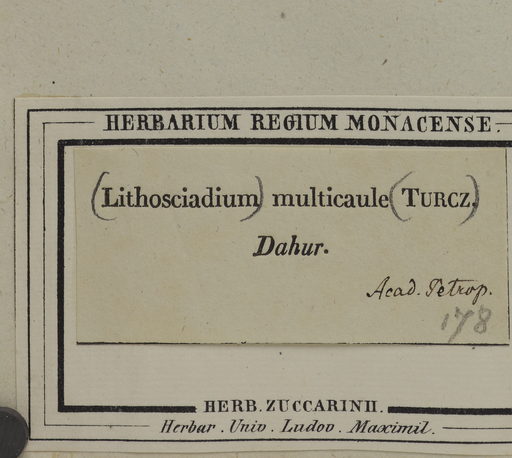 HERBARIUM REGIUM MONACENSE.
(Lithosciadium) multicaule (TURCZ.)
Dahur.
Acad. Petrop.
178
HERB. ZUCCARINII.
Herbar. Univ. Ludov. Maximil.